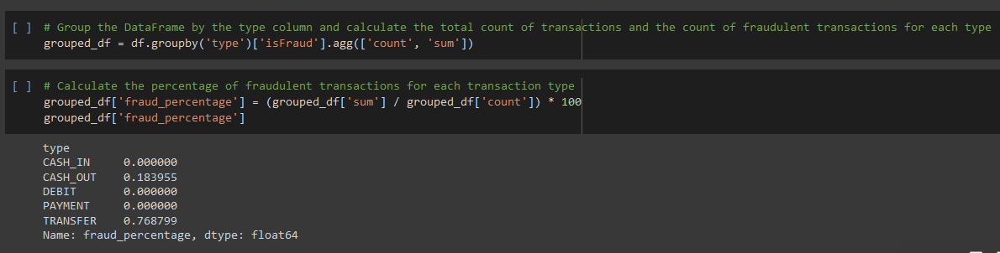 [ ] # Group the DataFrame by the type column and calculate the total count of transactions and the count of fraudulent transactions for each type
grouped_df = df.groupby('type')['isFraud'].agg(['count', 'sum'])
[ ] # Calculate the percentage of fraudulent transactions for each transaction type
grouped_df['fraud_percentage'] = (grouped_df['sum'] / grouped_df['count']) * 100
grouped_df['fraud_percentage']
type
CASH_IN 0.000000
CASH_OUT 0.183955
DEBIT 0.000000
PAYMENT 0.000000
TRANSFER 0.768799
Name: fraud_percentage, dtype: float64